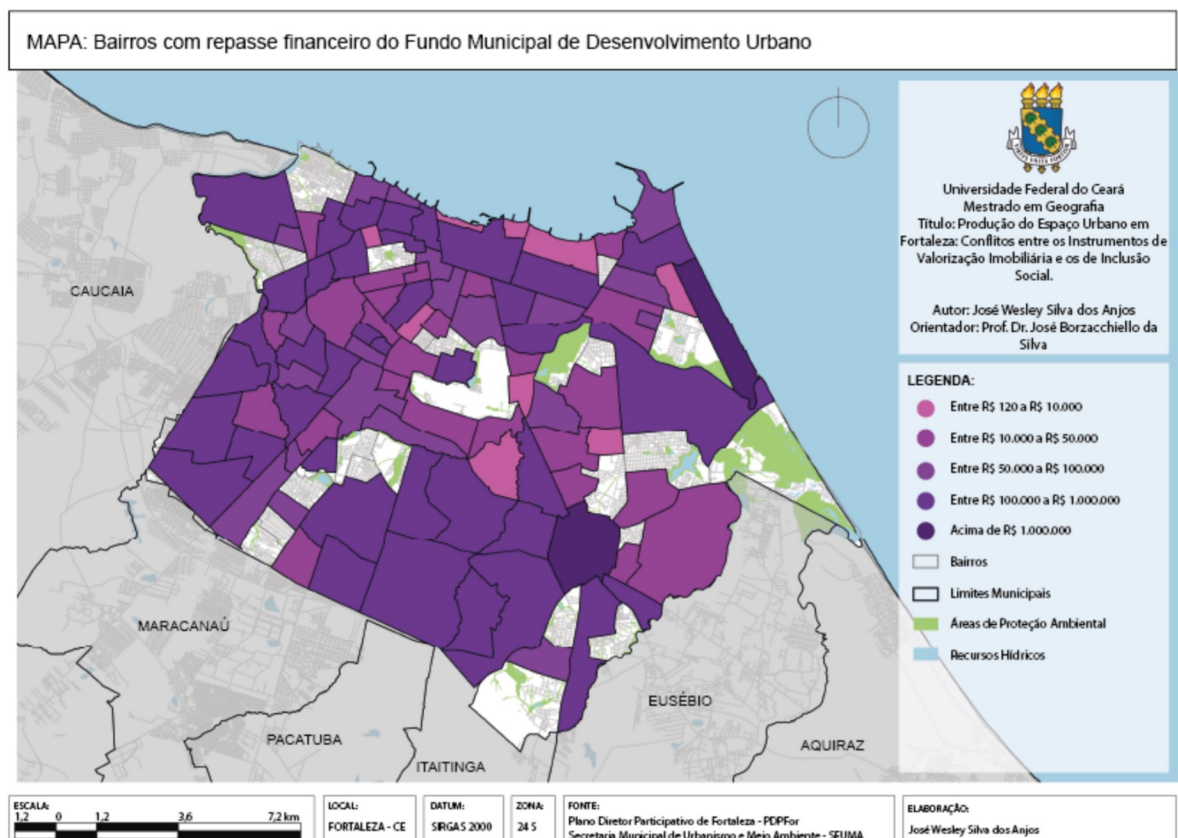 MAPA: Bairros com repasse financeiro do Fundo Municipal de Desenvolvimento Urbano
Universidade Federal do Ceará
Mestrado em Geografia
Título: Produção do Espaço Urbano em
Fortaleza: Conflitos entre os Instrumentos de
Valorização Imobiliária e os de Inclusão
Social.
Autor: José Wesley Silva dos Anjos
Orientador: Prof. Dr. José Borzacchiello da
Silva
CAUCAIA
MARACANAÚ
PACATUBA
ITAITINGA
EUSÉBIO
AQUIRAZ
LEGENDA:
Entre R$ 120 a R$ 10.000
Entre R$ 10.000 a R$ 50.000
Entre R$ 50.000 a R$ 100.000
Entre R$ 100.000 a R$ 1.000.000
Acima de R$ 1.000.000
Bairros
Limites Municipais
Áreas de Proteção Ambiental
Recursos Hídricos
ESCALA:
1,2 0 1,2 3,6 7,2 km
LOCAL:
FORTALEZA - CE
DATUM:
SIRGAS 2000
ZONA:
24 S
FONTE:
Plano Diretor Participativo de Fortaleza - PDPFor
Secretaria Municipal de Urbanismo e Meio Ambiente - SEUMA
ELABORAÇÃO:
José Wesley Silva dos Anjos